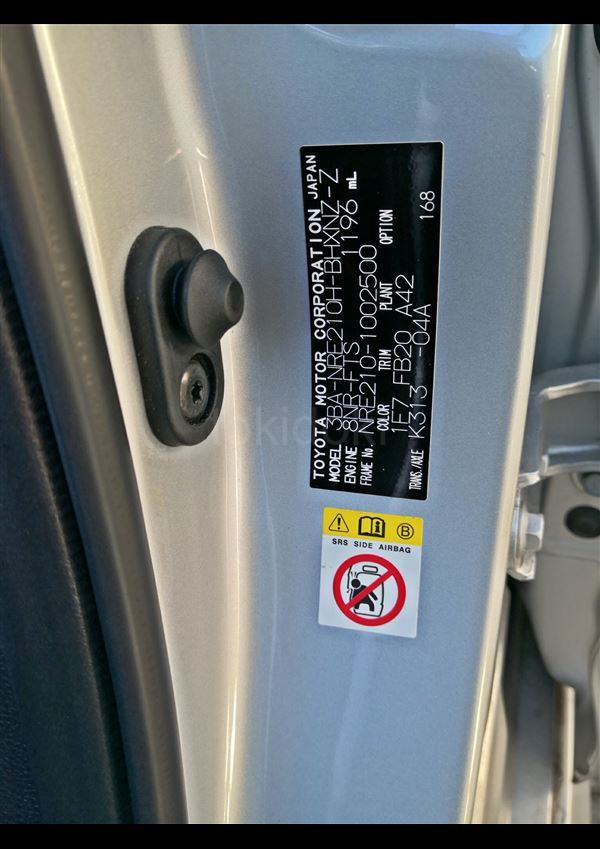 TOYOTA MOTOR CORPORATION JAPAN
MODEL 3BA-NRE210H-BHXNZ-Z
ENGINE 8NR-FTS 1196 mL
FRAME No. NRE210-1002500
COLOR TRIM PLANT OPTION
1F7 FB20 A42
TRANS./AXLE K313 -04A 168
B
SRS SIDE AIRBAG